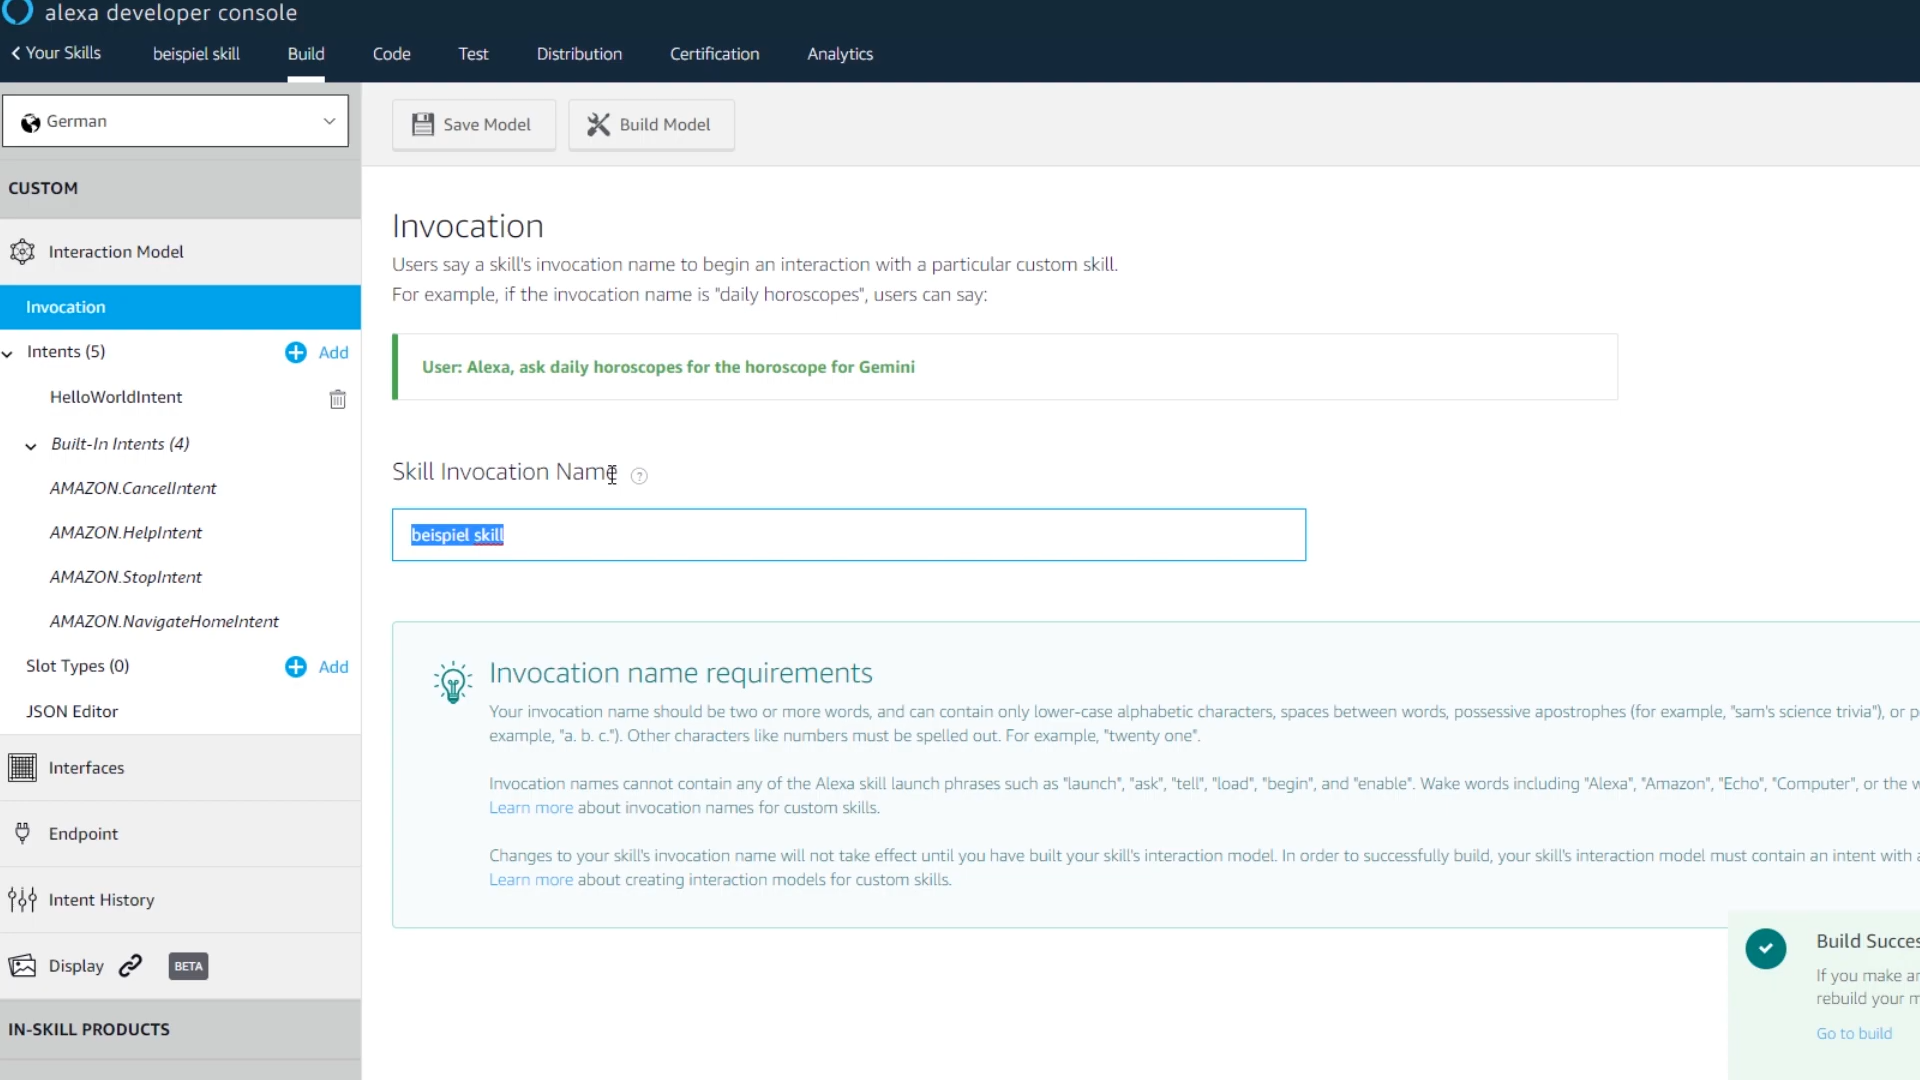 alexa developer console
Your Skills beispiel skill Build Code Test Distribution Certification Analytics
German
Save Model Build Model
CUSTOM
Interaction Model
Invocation
Intents (5) Add
HelloWorldIntent
Built-In Intents (4)
AMAZON.CancelIntent
AMAZON.HelpIntent
AMAZON.StopIntent
AMAZON.NavigateHomeIntent
Slot Types (0) Add
JSON Editor
Interfaces
Endpoint
Intent History
Display BETA
IN-SKILL PRODUCTS
Invocation
Users say a skill's invocation name to begin an interaction with a particular custom skill.
For example, if the invocation name is "daily horoscopes", users can say:
User: Alexa, ask daily horoscopes for the horoscope for Gemini
Skill Invocation Name ?
beispiel skill
Invocation name requirements
Your invocation name should be two or more words, and can contain only lower-case alphabetic characters, spaces between words, possessive apostrophes (for example, "sam's science trivia"), or
example, "a. b. c."). Other characters like numbers must be spelled out. For example, "twenty one".
Invocation names cannot contain any of the Alexa skill launch phrases such as "launch", "ask", "tell", "load", "begin", and "enable". Wake words including "Alexa", "Amazon", "Echo", "Computer", or the
Learn more about invocation names for custom skills.
Changes to your skill's invocation name will not take effect until you have built your skill's interaction model. In order to successfully build, your skill's interaction model must contain an intent with
Learn more about creating interaction models for custom skills.
Build
If you make
rebuild your
Go to build